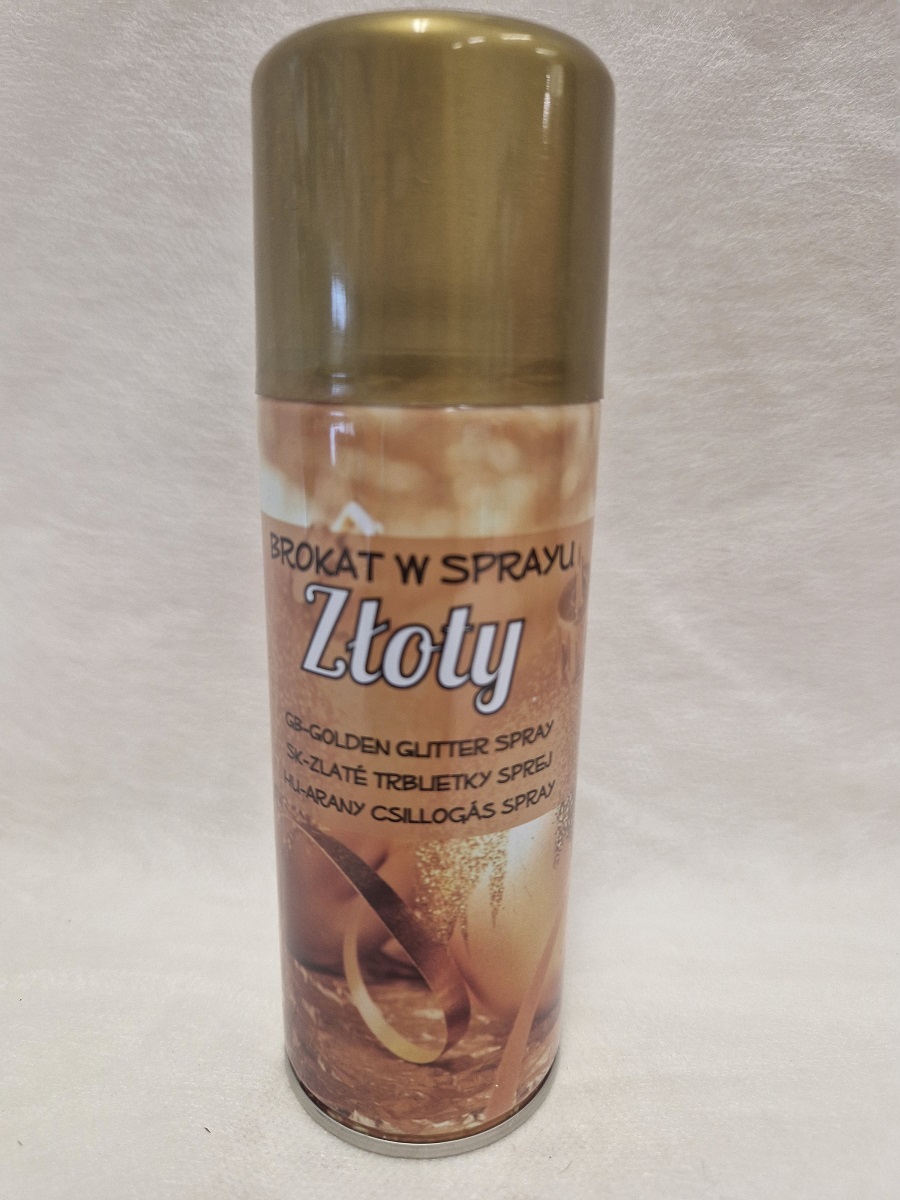 BROKAT W SPRAYU
Złoty
GB-GOLDEN GLITTER SPRAY
SK-ZLATÉ TRBLIETKY SPREJ
HU-ARANY CSILLOGÁS SPRAY